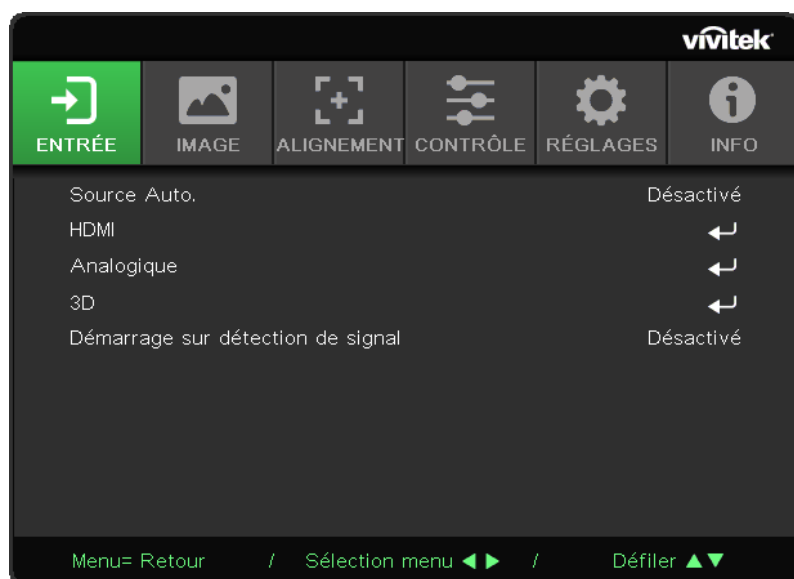 vivitek
ENTRÉE IMAGE ALIGNEMENT CONTRÔLE RÉGLAGES INFO
Source Auto. Désactivé
HDMI
Analogique
3D
Démarrage sur détection de signal Désactivé
Menu= Retour / Sélection menu ◀ ▶ / Défiler ▲▼